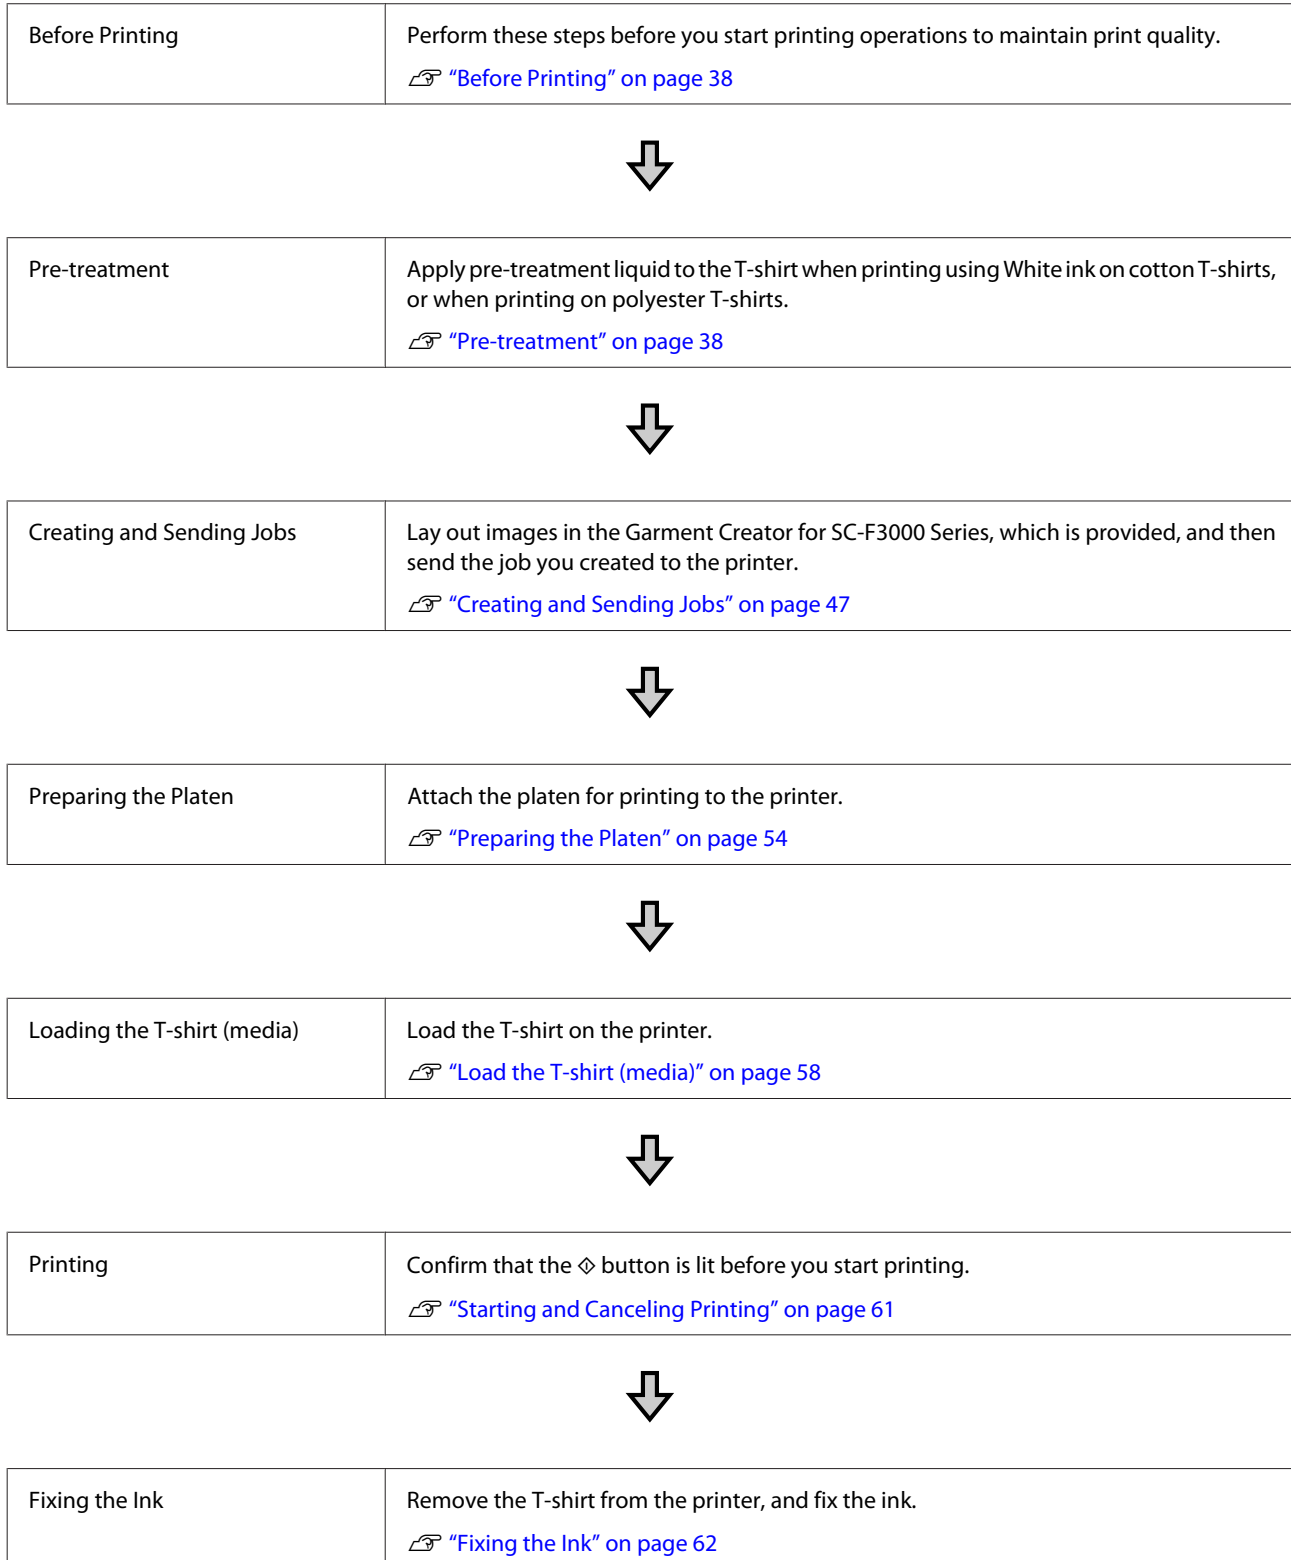 Before Printing
Perform these steps before you start printing operations to maintain print quality.
“Before Printing” on page 38
Pre-treatment
Apply pre-treatment liquid to the T-shirt when printing using White ink on cotton T-shirts,
or when printing on polyester T-shirts.
“Pre-treatment” on page 38
Creating and Sending Jobs
Lay out images in the Garment Creator for SC-F3000 Series, which is provided, and then
send the job you created to the printer.
“Creating and Sending Jobs” on page 47
Preparing the Platen
Attach the platen for printing to the printer.
“Preparing the Platen” on page 54
Loading the T-shirt (media)
Load the T-shirt on the printer.
“Load the T-shirt (media)” on page 58
Printing
Confirm that the button is lit before you start printing.
“Starting and Canceling Printing” on page 61
Fixing the Ink
Remove the T-shirt from the printer, and fix the ink.
“Fixing the Ink” on page 62